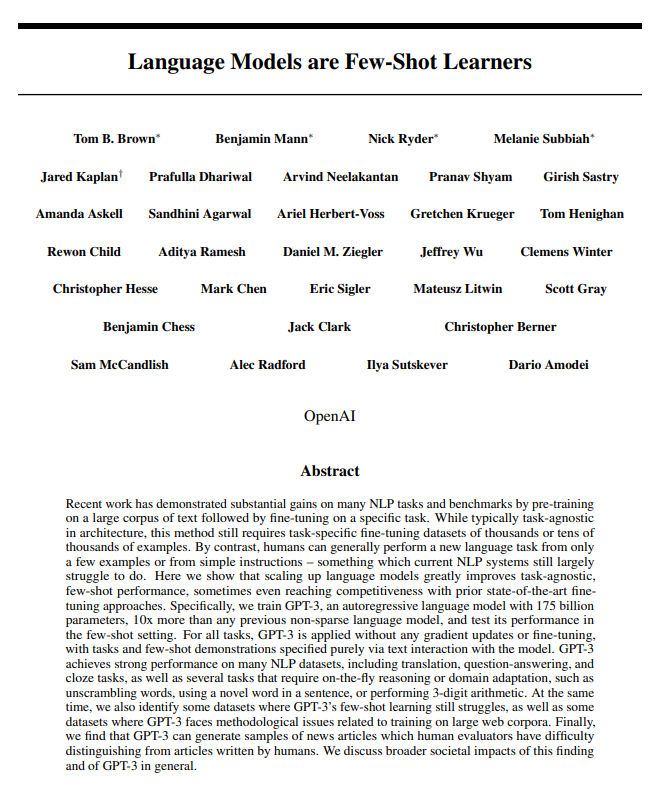 Language Models are Few-Shot Learners
Tom B. Brown* Benjamin Mann* Nick Ryder* Melanie Subbiah*
Jared Kaplan† Prafulla Dhariwal Arvind Neelakantan Pranav Shyam Girish Sastry
Amanda Askell Sandhini Agarwal Ariel Herbert-Voss Gretchen Krueger Tom Henighan
Rewon Child Aditya Ramesh Daniel M. Ziegler Jeffrey Wu Clemens Winter
Christopher Hesse Mark Chen Eric Sigler Mateusz Litwin Scott Gray
Benjamin Chess Jack Clark Christopher Berner
Sam McCandlish Alec Radford Ilya Sutskever Dario Amodei
OpenAI
Abstract
Recent work has demonstrated substantial gains on many NLP tasks and benchmarks by pre-training
on a large corpus of text followed by fine-tuning on a specific task. While typically task-agnostic
in architecture, this method still requires task-specific fine-tuning datasets of thousands or tens of
thousands of examples. By contrast, humans can generally perform a new language task from only
a few examples or from simple instructions – something which current NLP systems still largely
struggle to do. Here we show that scaling up language models greatly improves task-agnostic,
few-shot performance, sometimes even reaching competitiveness with prior state-of-the-art fine-
tuning approaches. Specifically, we train GPT-3, an autoregressive language model with 175 billion
parameters, 10x more than any previous non-sparse language model, and test its performance in
the few-shot setting. For all tasks, GPT-3 is applied without any gradient updates or fine-tuning,
with tasks and few-shot demonstrations specified purely via text interaction with the model. GPT-3
achieves strong performance on many NLP datasets, including translation, question-answering, and
cloze tasks, as well as several tasks that require on-the-fly reasoning or domain adaptation, such as
unscrambling words, using a novel word in a sentence, or performing 3-digit arithmetic. At the same
time, we also identify some datasets where GPT-3's few-shot learning still struggles, as well as some
datasets where GPT-3 faces methodological issues related to training on large web corpora. Finally,
we find that GPT-3 can generate samples of news articles which human evaluators have difficulty
distinguishing from articles written by humans. We discuss broader societal impacts of this finding
and of GPT-3 in general.